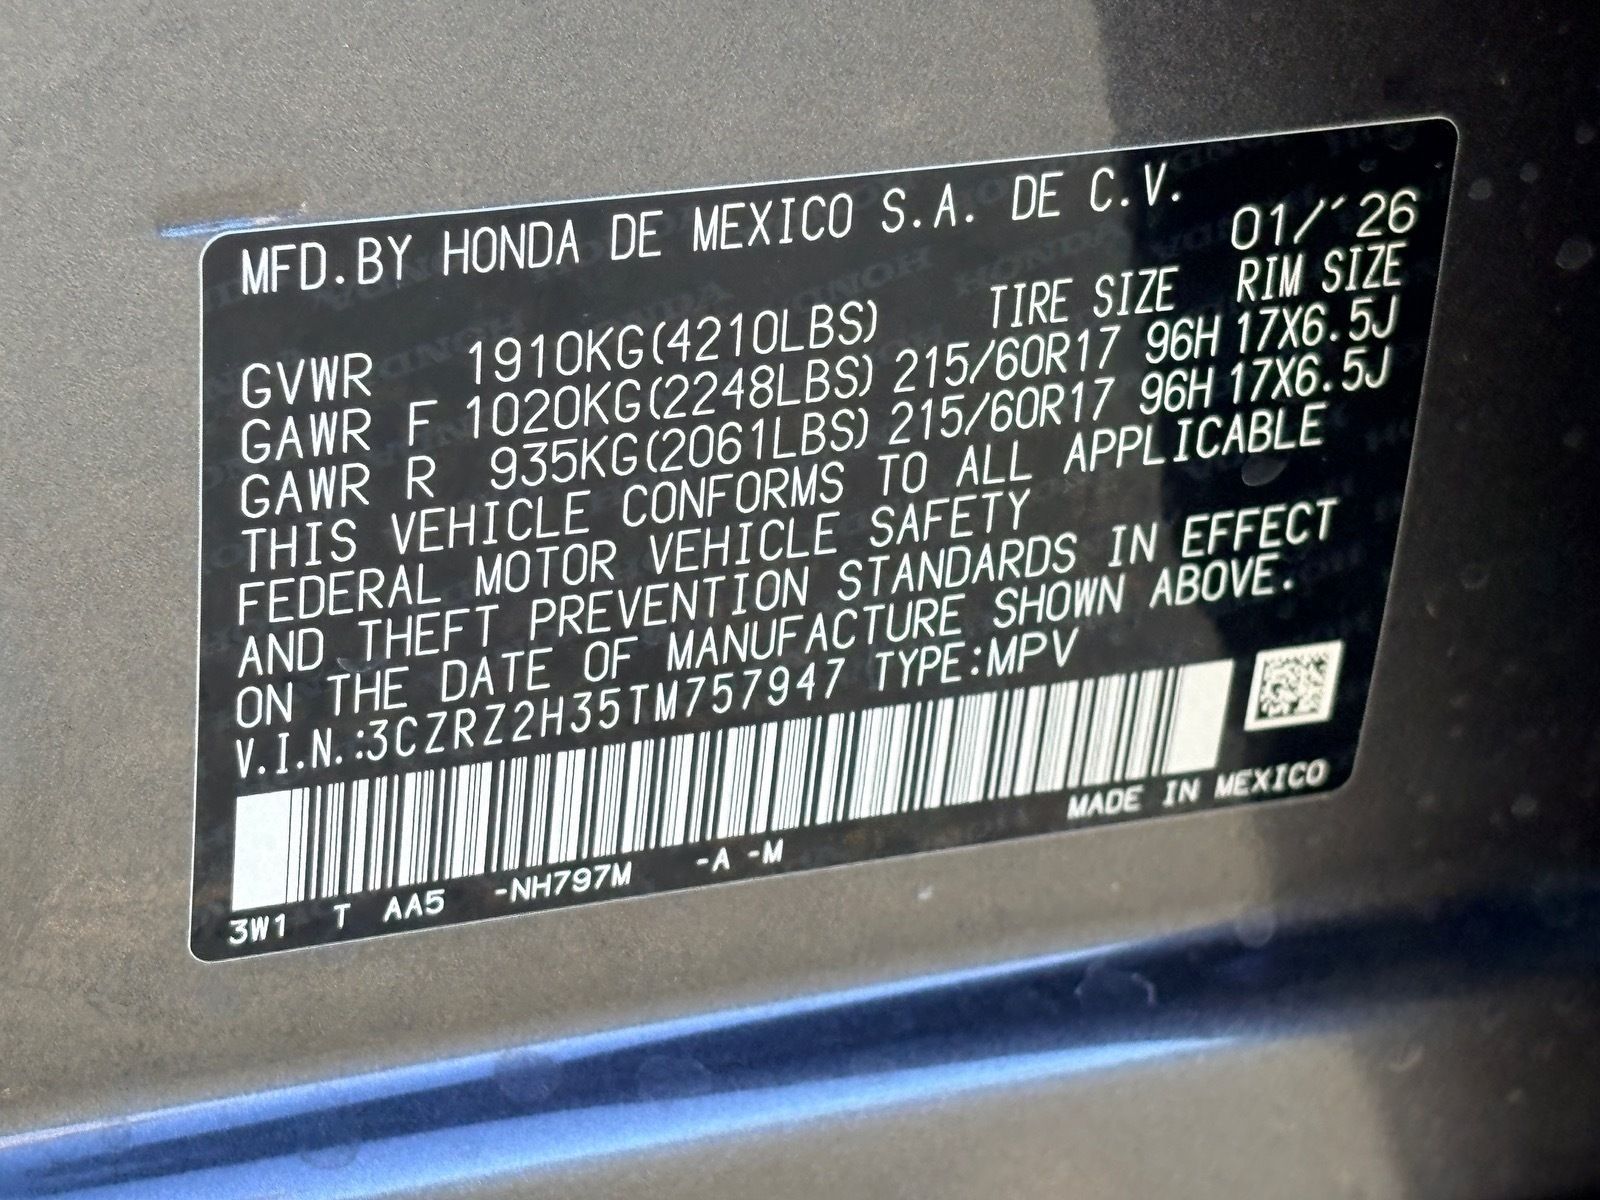 MFD.BY HONDA DE MEXICO S.A. DE C.V.
01/'26
TIRE SIZE RIM SIZE
GVWR 1910KG(4210LBS)
GAWR F 1020KG(2248LBS) 215/60R17 96H 17X6.5J
GAWR R 935KG(2061LBS) 215/60R17 96H 17X6.5J
THIS VEHICLE CONFORMS TO ALL APPLICABLE
FEDERAL MOTOR VEHICLE SAFETY
AND THEFT PREVENTION STANDARDS IN EFFECT
ON THE DATE OF MANUFACTURE SHOWN ABOVE.
V.I.N.:3CZRZ2H35TM757947 TYPE:MPV
MADE IN MEXICO
3W1 T AA5 -NH797M -A -M